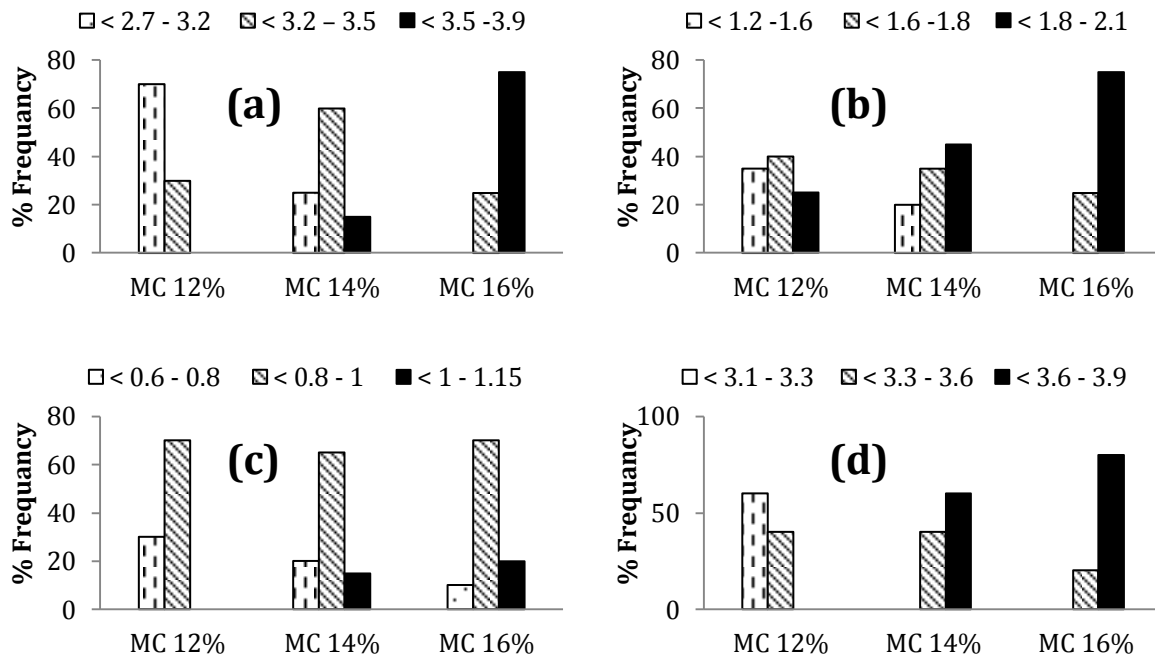 < 2.7 - 3.2 < 3.2 – 3.5 < 3.5 -3.9
80
60
40
20
0
% Frequancy
(a)
MC 12% MC 14% MC 16%
< 1.2 -1.6 < 1.6 -1.8 < 1.8 - 2.1
80
60
40
20
0
% Frequancy
(b)
MC 12% MC 14% MC 16%
< 0.6 - 0.8 < 0.8 - 1 < 1 - 1.15
80
60
40
20
0
% Frequancy
(c)
MC 12% MC 14% MC 16%
< 3.1 - 3.3 < 3.3 - 3.6 < 3.6 - 3.9
100
50
0
% Frequancy
(d)
MC 12% MC 14% MC 16%